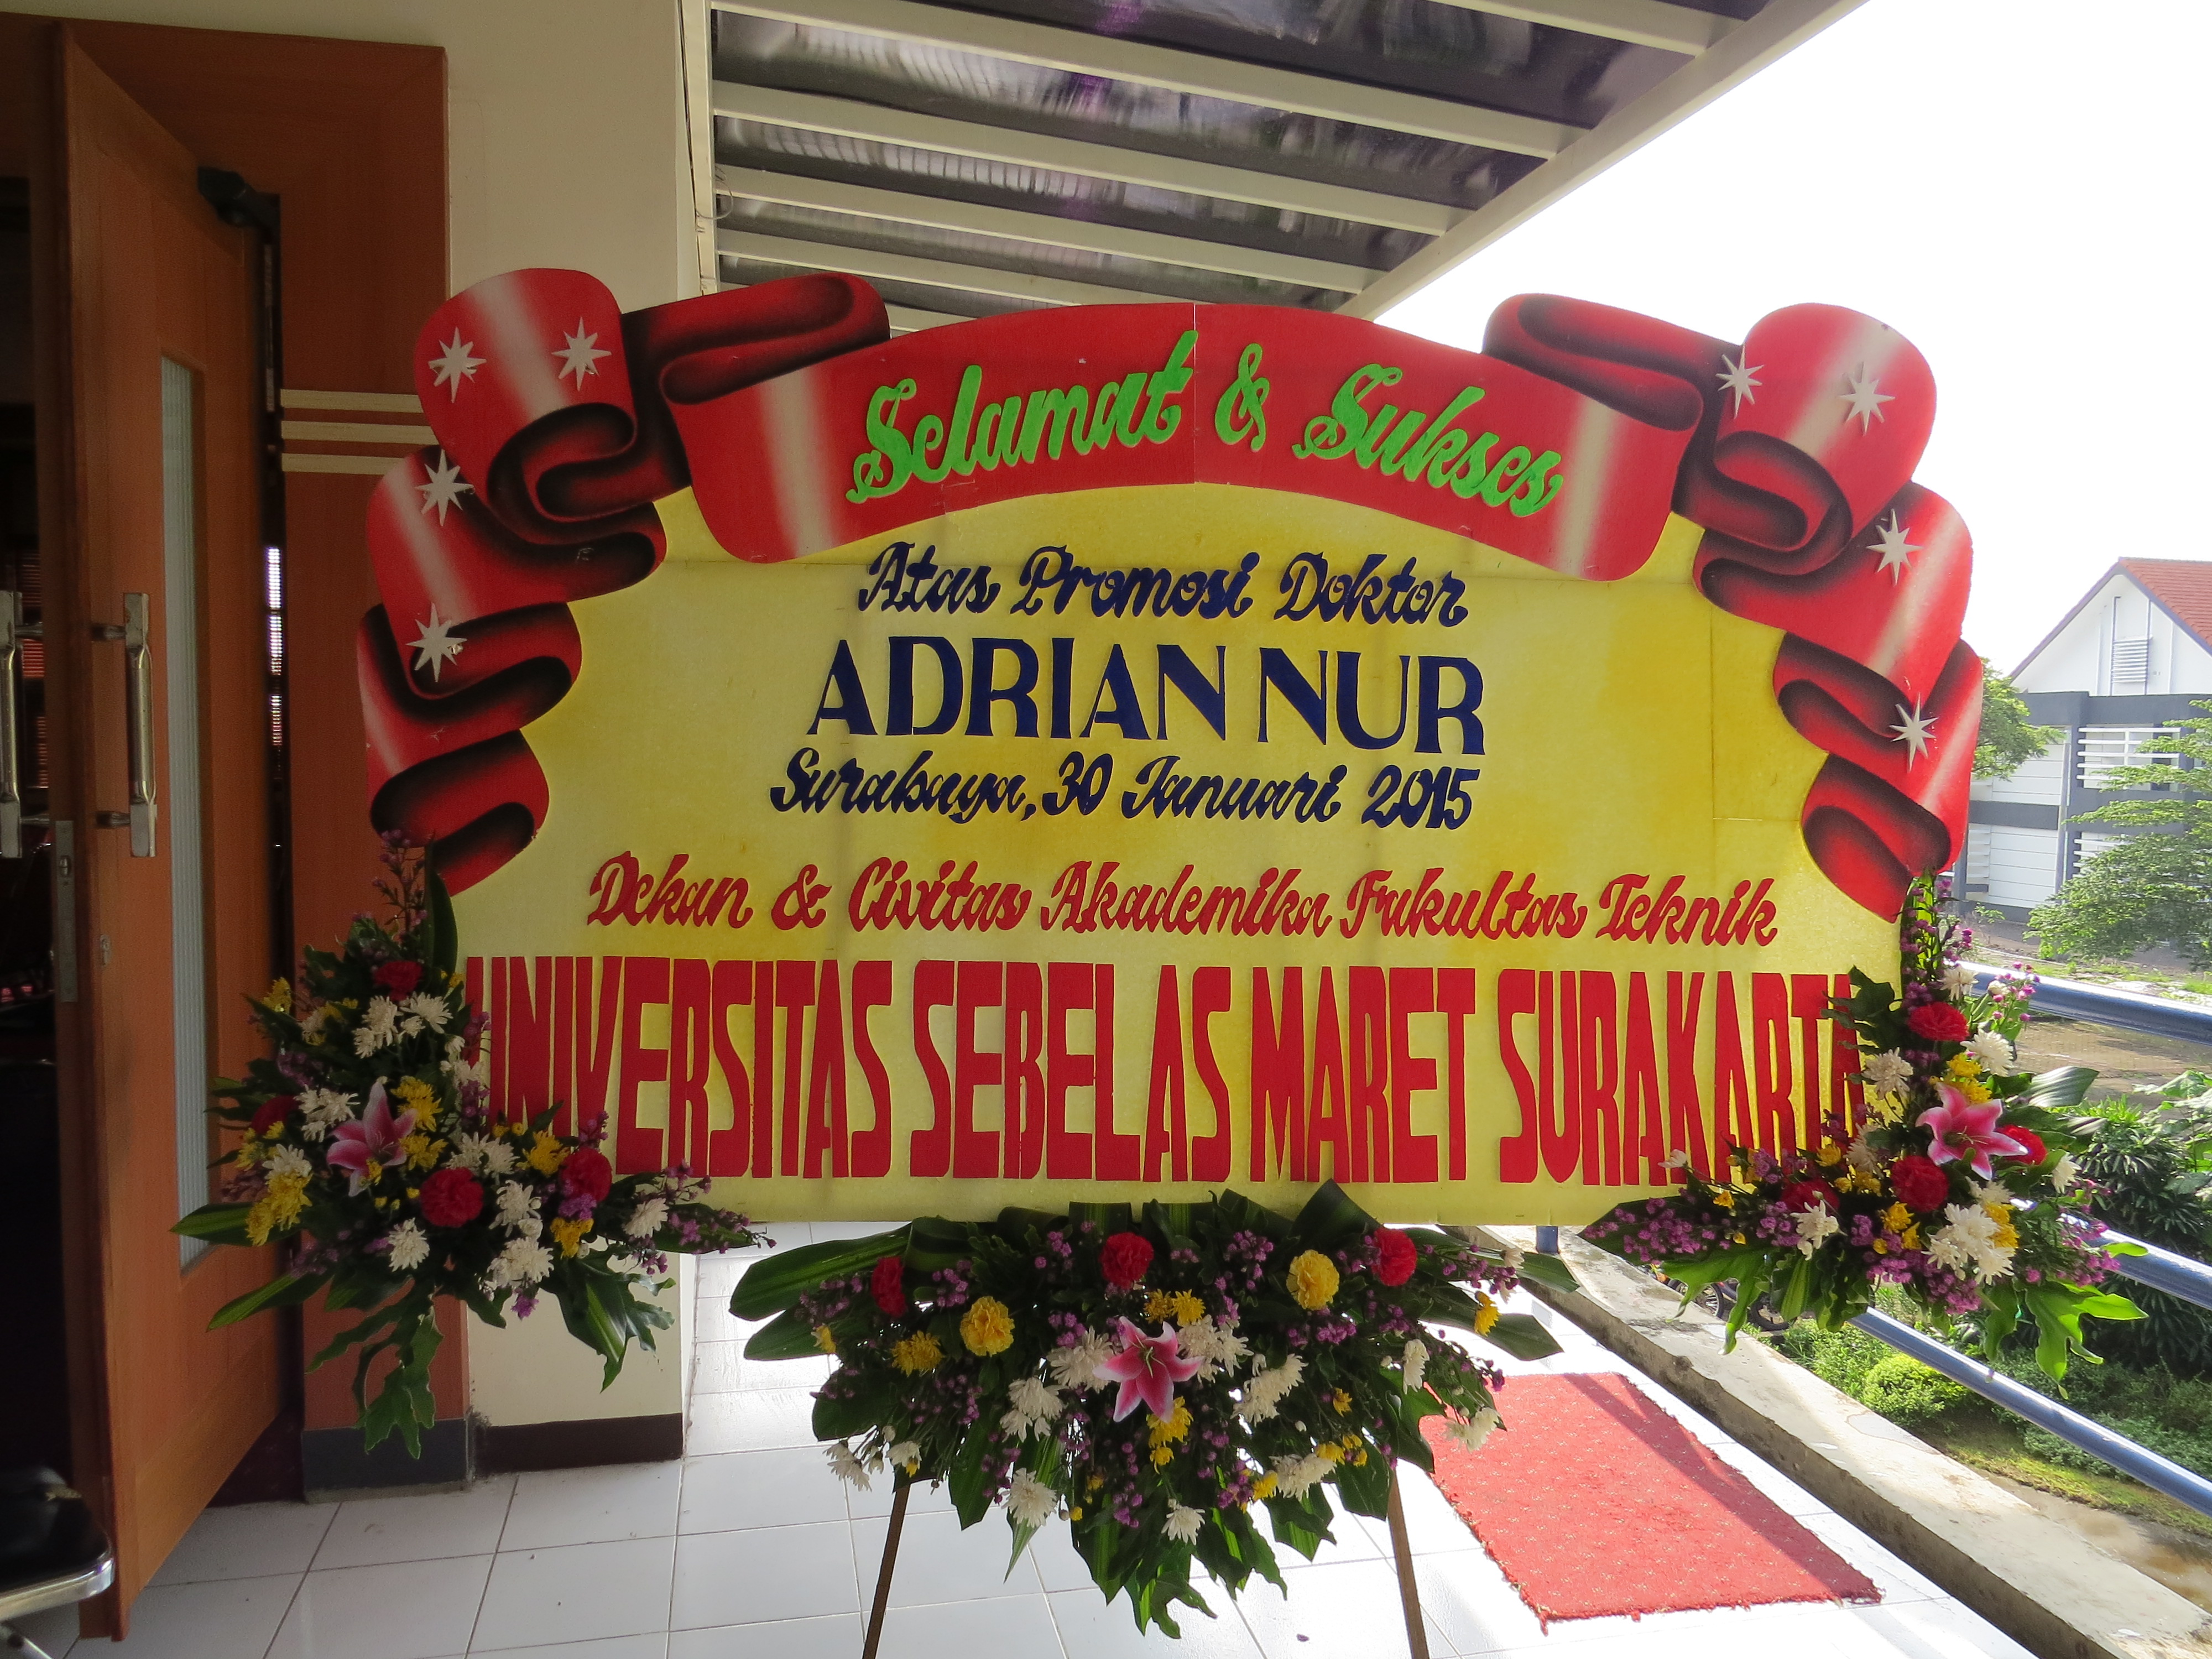 Selamat & Sukses
Atas Promosi Doktor
ADRIAN NUR
Surabaya, 30 Januari 2015
Dekan & Civitas Akademika Fakultas Teknik
UNIVERSITAS SEBELAS MARET SURAKARTA